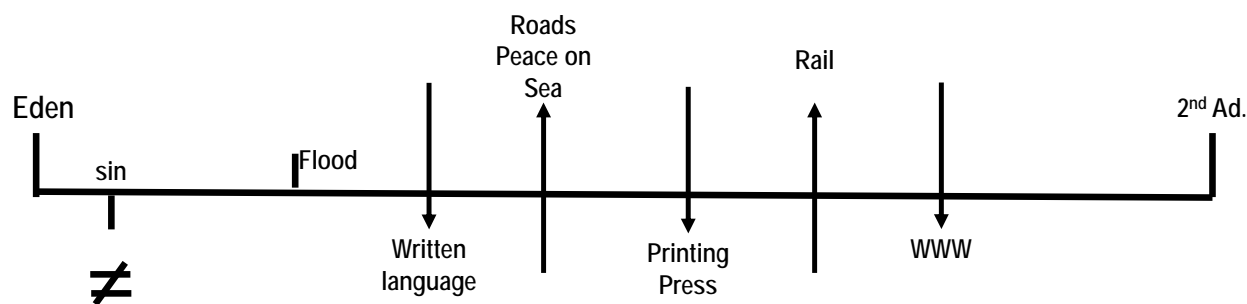 Roads
Peace on
Sea
Rail
Eden
2nd Ad.
sin
Flood
Written
language
Printing
Press
WWW
≠